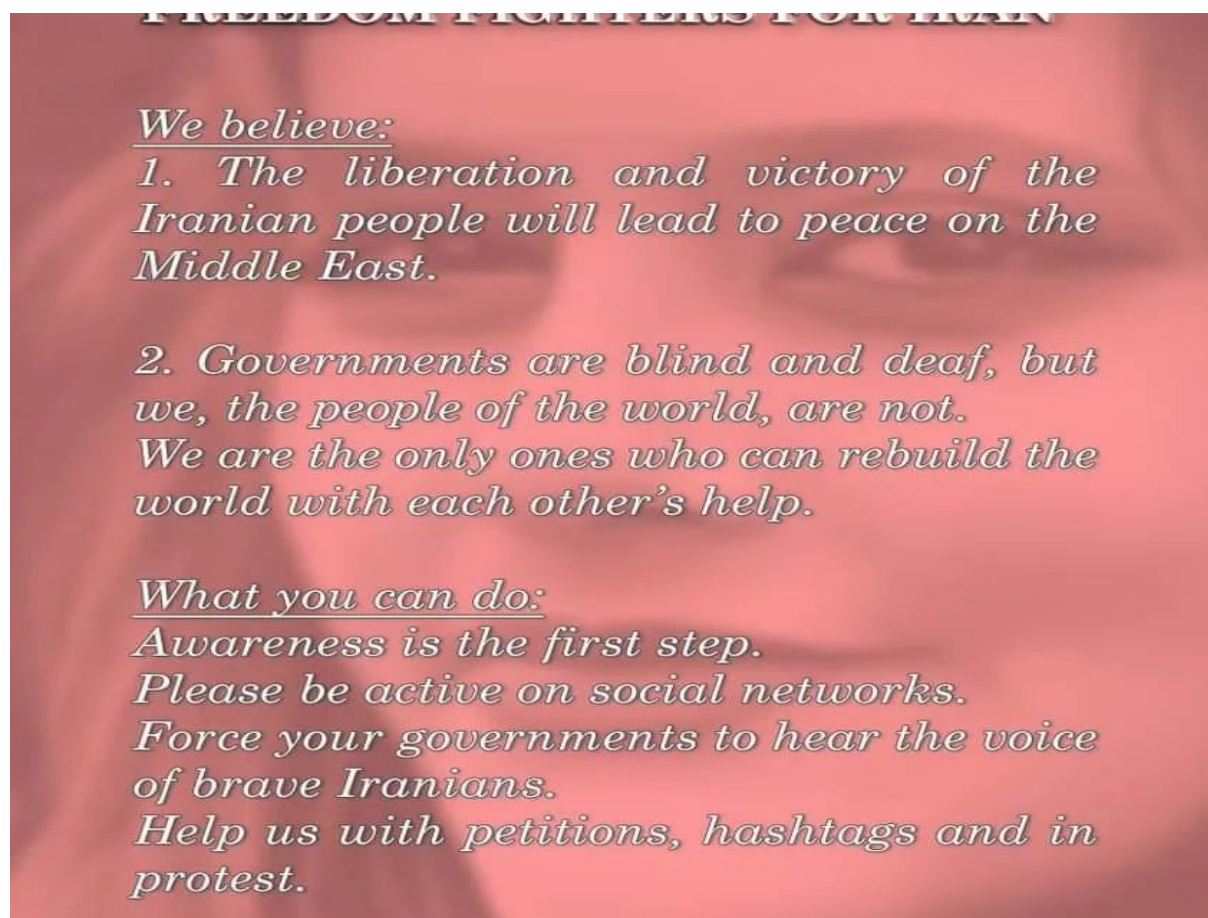 FREEDOM FIGHTERS FOR IRAN
We believe:
1. The liberation and victory of the
Iranian people will lead to peace on the
Middle East.
2. Governments are blind and deaf, but
we, the people of the world, are not.
We are the only ones who can rebuild the
world with each other's help.
What you can do:
Awareness is the first step.
Please be active on social networks.
Force your governments to hear the voice
of brave Iranians.
Help us with petitions, hashtags and in
protest.